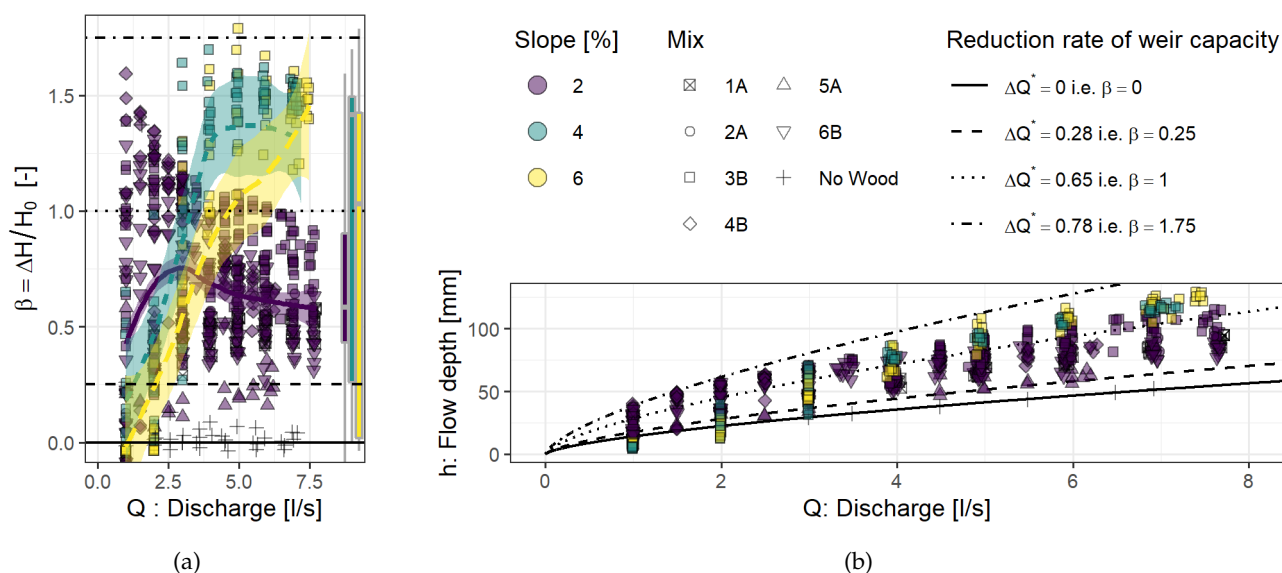 β = ΔH/H0 [-]
1.5
1.0
0.5
0.0
0.0 2.5 5.0 7.5
Q : Discharge [l/s]
(a)
Slope [%]
2
4
6
Mix
1A
2A
3B
4B
5A
6B
No Wood
Reduction rate of weir capacity
ΔQ* = 0 i.e. β = 0
ΔQ* = 0.28 i.e. β = 0.25
ΔQ* = 0.65 i.e. β = 1
ΔQ* = 0.78 i.e. β = 1.75
h: Flow depth [mm]
100
50
0
0 2 4 6 8
Q: Discharge [l/s]
(b)